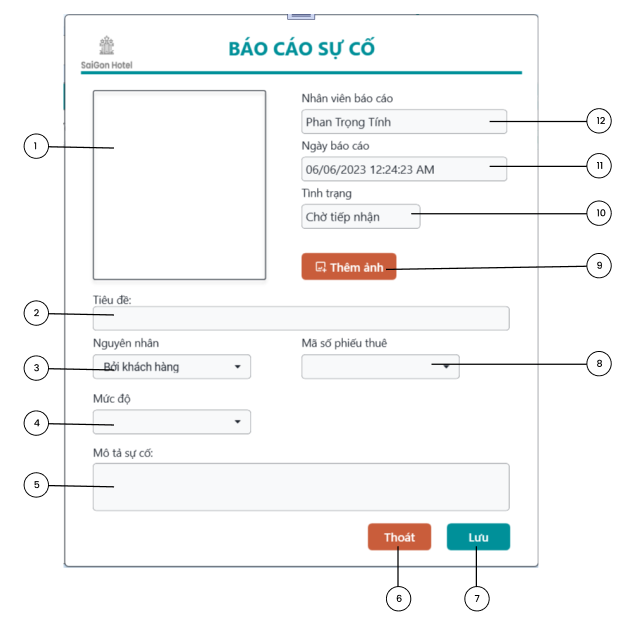 SaiGon Hotel
BÁO CÁO SỰ CỐ
Nhân viên báo cáo
Phan Trọng Tính
12
1
Ngày báo cáo
06/06/2023 12:24:23 AM
11
Tình trạng
Chờ tiếp nhận
10
Thêm ảnh
9
Tiêu đề:
2
Nguyên nhân
Mã số phiếu thuê
3
Bởi khách hàng
8
Mức độ
4
Mô tả sự cố:
5
Thoát
Lưu
6
7